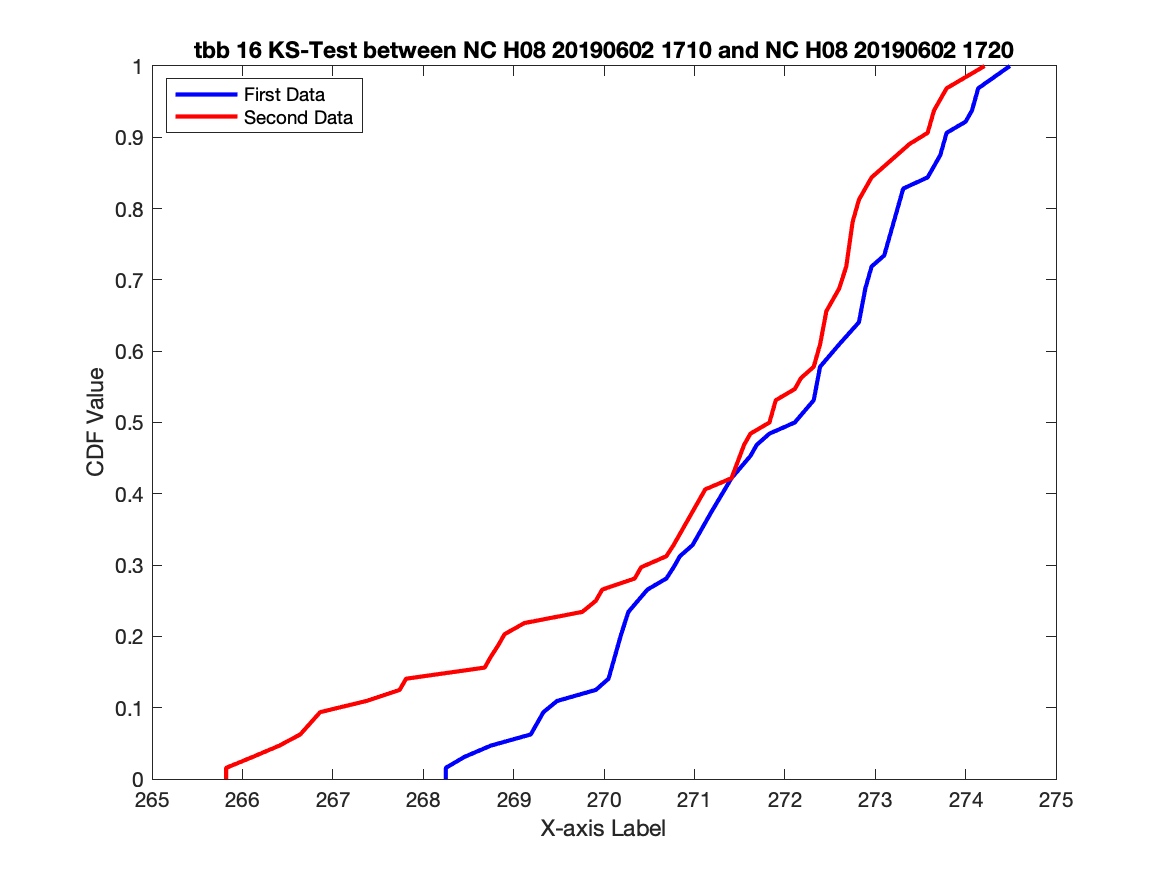 tbb 16 KS-Test between NC H08 20190602 1710 and NC H08 20190602 1720
First Data
Second Data
1
0.9
0.8
0.7
0.6
0.5
0.4
0.3
0.2
0.1
0
CDF Value
265 266 267 268 269 270 271 272 273 274 275
X-axis Label